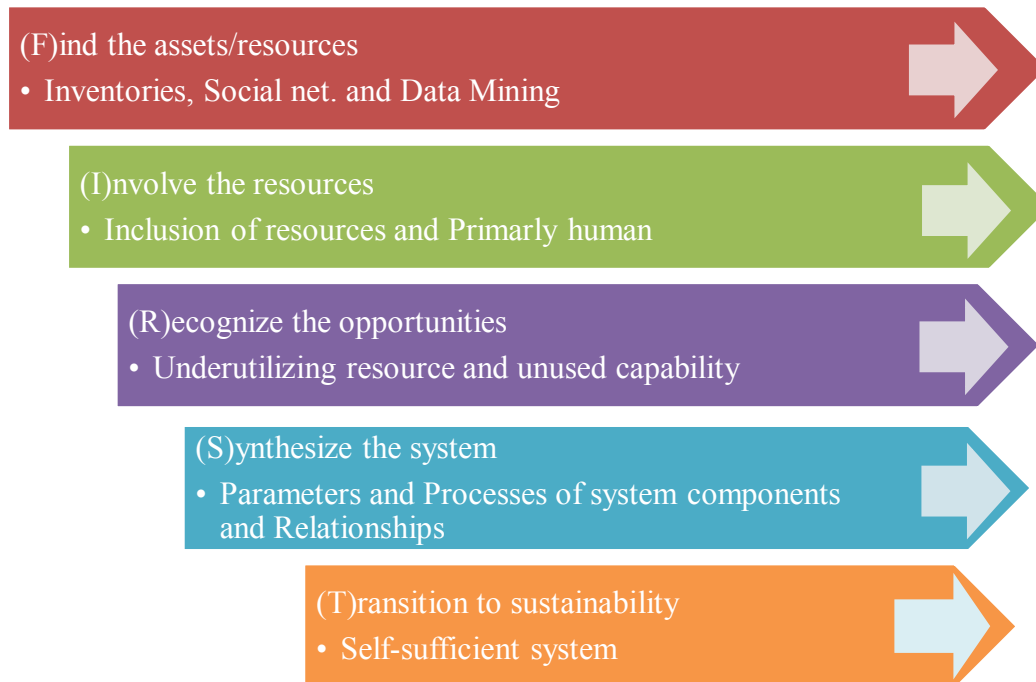 (F)ind the assets/resources
• Inventories, Social net. and Data Mining
(I)nvolve the resources
• Inclusion of resources and Primarly human
(R)ecognize the opportunities
• Underutilizing resource and unused capability
(S)ynthesize the system
• Parameters and Processes of system components
and Relationships
(T)ransition to sustainability
• Self-sufficient system